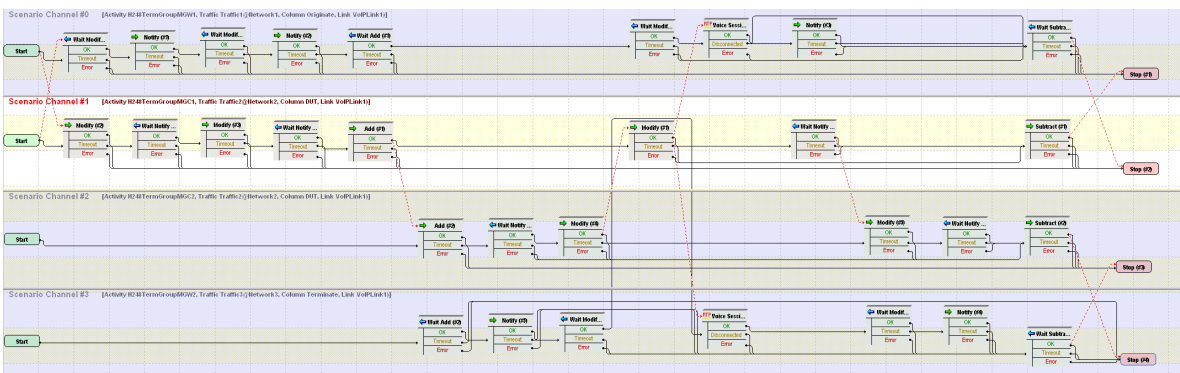 Scenario Channel #0 [Activity H248TermGroupMGW1, Traffic Traffic1@Network1, Column Originate, Link VoIPLink1)]
Start
Wait Modif...
OK
Timeout
Error
Notify (#1)
OK
Timeout
Error
Wait Modif...
OK
Timeout
Error
Notify (#2)
OK
Timeout
Error
Wait Add (#1)
OK
Timeout
Error
Wait Modif...
OK
Timeout
Error
RTP Voice Sessi...
OK
Disconnected
Error
Notify (#3)
OK
Timeout
Error
Wait Subtra...
OK
Timeout
Error
Stop (#1)
Scenario Channel #1 [Activity H248TermGroupMGC1, Traffic Traffic2@Network2, Column DUT, Link VoIPLink1)]
Start
Modify (#2)
OK
Timeout
Error
Wait Notify ...
OK
Timeout
Error
Modify (#3)
OK
Timeout
Error
Wait Notify ...
OK
Timeout
Error
Add (#1)
OK
Timeout
Error
Modify (#1)
OK
Timeout
Error
Wait Notify ...
OK
Timeout
Error
Subtract (#1)
OK
Timeout
Error
Stop (#2)
Scenario Channel #2 [Activity H248TermGroupMGC2, Traffic Traffic2@Network2, Column DUT, Link VoIPLink1)]
Start
Add (#2)
OK
Timeout
Error
Wait Notify ...
OK
Timeout
Error
Modify (#4)
OK
Timeout
Error
Modify (#5)
OK
Timeout
Error
Wait Notify ...
OK
Timeout
Error
Subtract (#2)
OK
Timeout
Error
Stop (#3)
Scenario Channel #3 [Activity H248TermGroupMGW2, Traffic Traffic3@Network3, Column Terminate, Link VoIPLink1)]
Start
Wait Add (#2)
OK
Timeout
Error
Notify (#5)
OK
Timeout
Error
Wait Modif...
OK
Timeout
Error
RTP Voice Sessi...
OK
Disconnected
Error
Wait Modif...
OK
Timeout
Error
Notify (#4)
OK
Timeout
Error
Wait Subtra...
OK
Timeout
Error
Stop (#4)